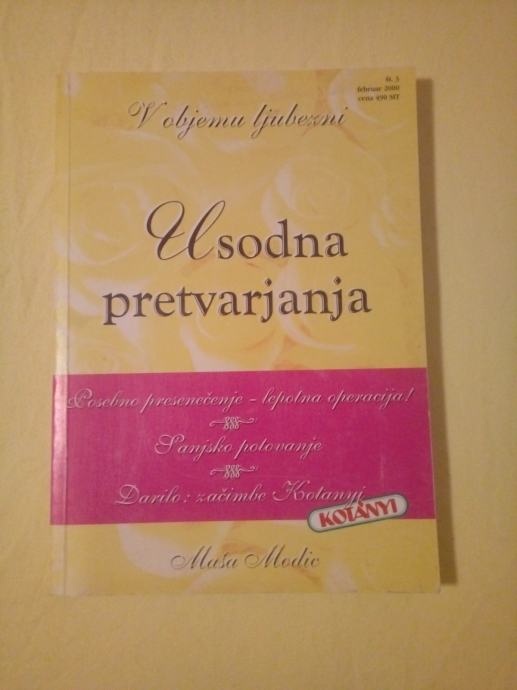 št. 3
februar 2000
cena 499 SIT
V objemu ljubezni
Usodna
pretvarjanja
Posebno presenečenje - lepotna operacija!
Sanjsko potovanje
Darilo: začimbe Kotanyi
KOTÁNYI
Maša Modic